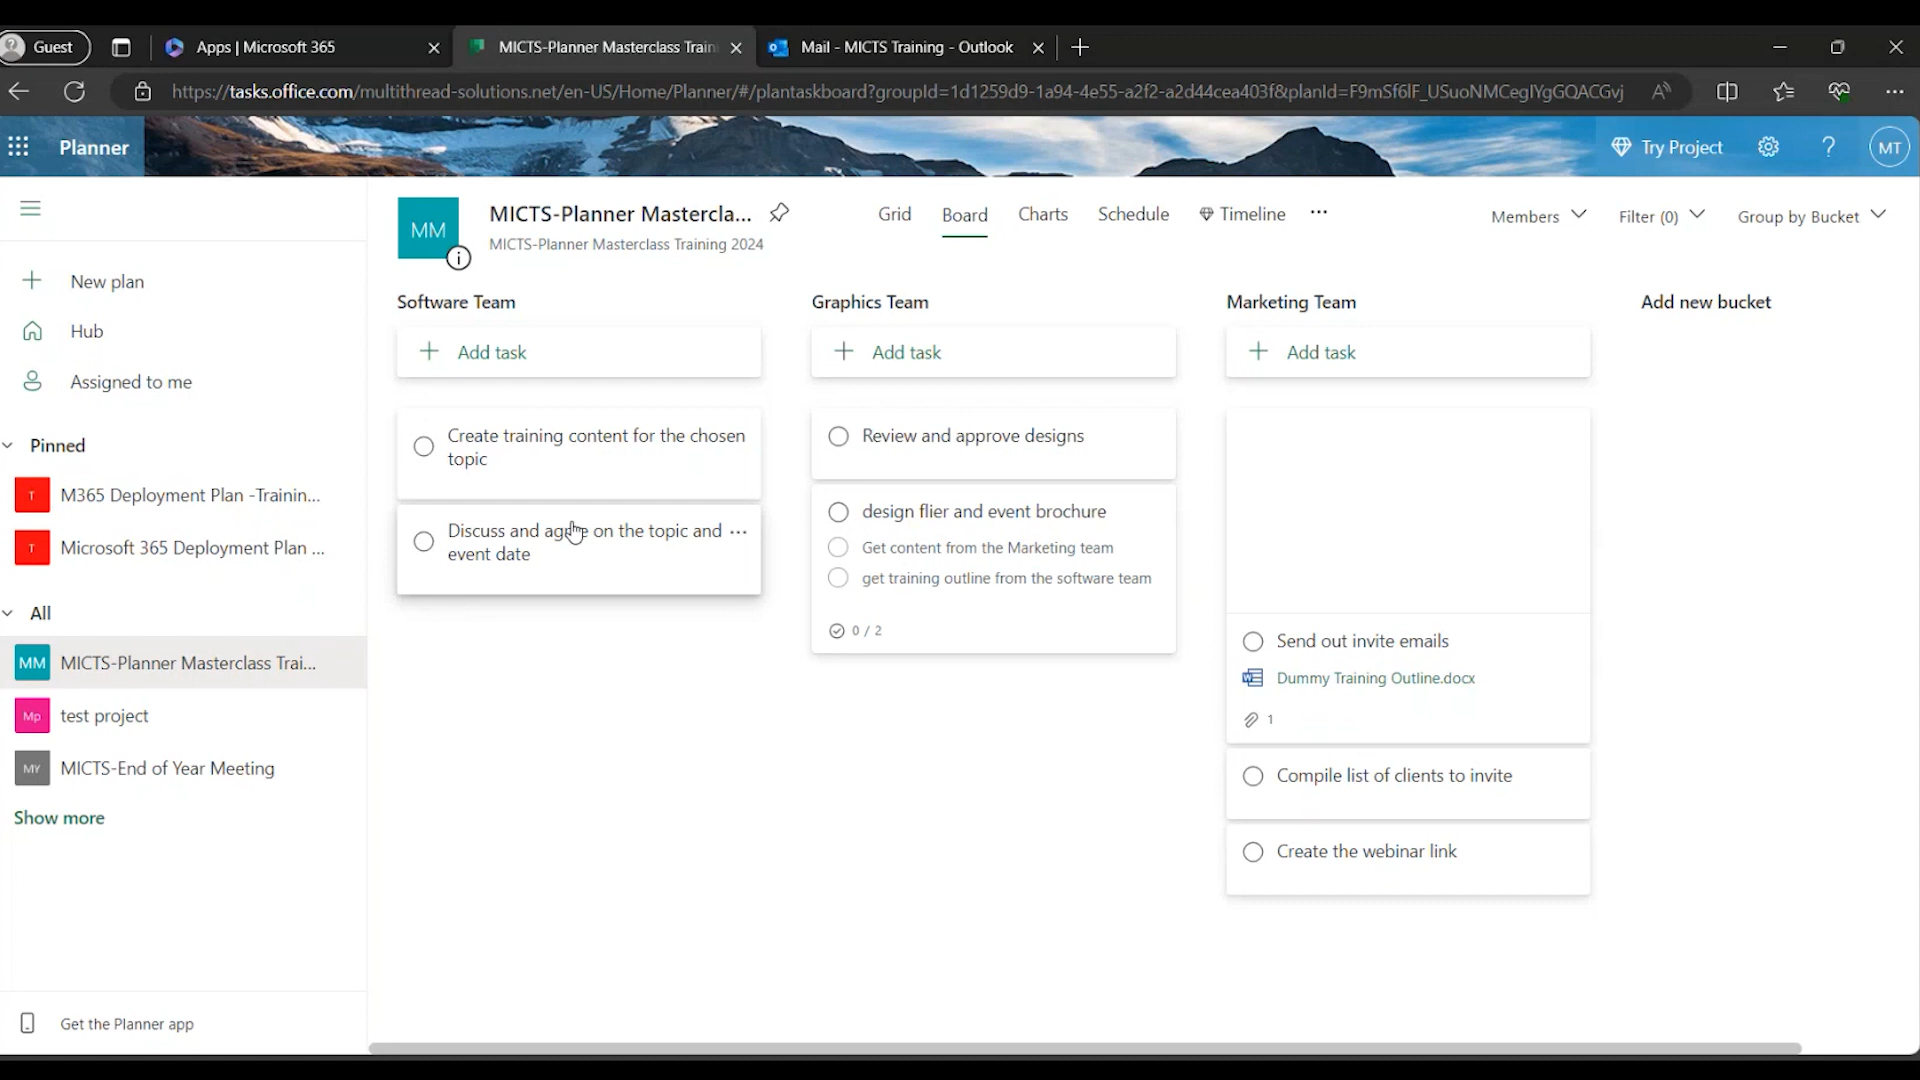 Guest
Apps | Microsoft 365
MICTS-Planner Masterclass Train
Mail - MICTS Training - Outlook
https://tasks.office.com/multithread-solutions.net/en-US/Home/Planner/#/plantaskboard?groupId=1d1259d9-1a94-4e55-a2f2-a2d44cea403f&planId=F9mSf6lF_USuoNMCeglYgGQACGvj
Planner
Try Project
?
MT
MM
MICTS-Planner Mastercla...
MICTS-Planner Masterclass Training 2024
Grid
Board
Charts
Schedule
Timeline
...
Members
Filter (0)
Group by Bucket
New plan
Hub
Assigned to me
Pinned
T
M365 Deployment Plan -Trainin...
T
Microsoft 365 Deployment Plan ...
All
MM
MICTS-Planner Masterclass Trai...
Mp
test project
MY
MICTS-End of Year Meeting
Show more
Get the Planner app
Software Team
Add task
Create training content for the chosen
topic
Discuss and agree on the topic and
event date
Graphics Team
Add task
Review and approve designs
design flier and event brochure
Get content from the Marketing team
get training outline from the software team
0 / 2
Marketing Team
Add task
Send out invite emails
Dummy Training Outline.docx
1
Compile list of clients to invite
Create the webinar link
Add new bucket